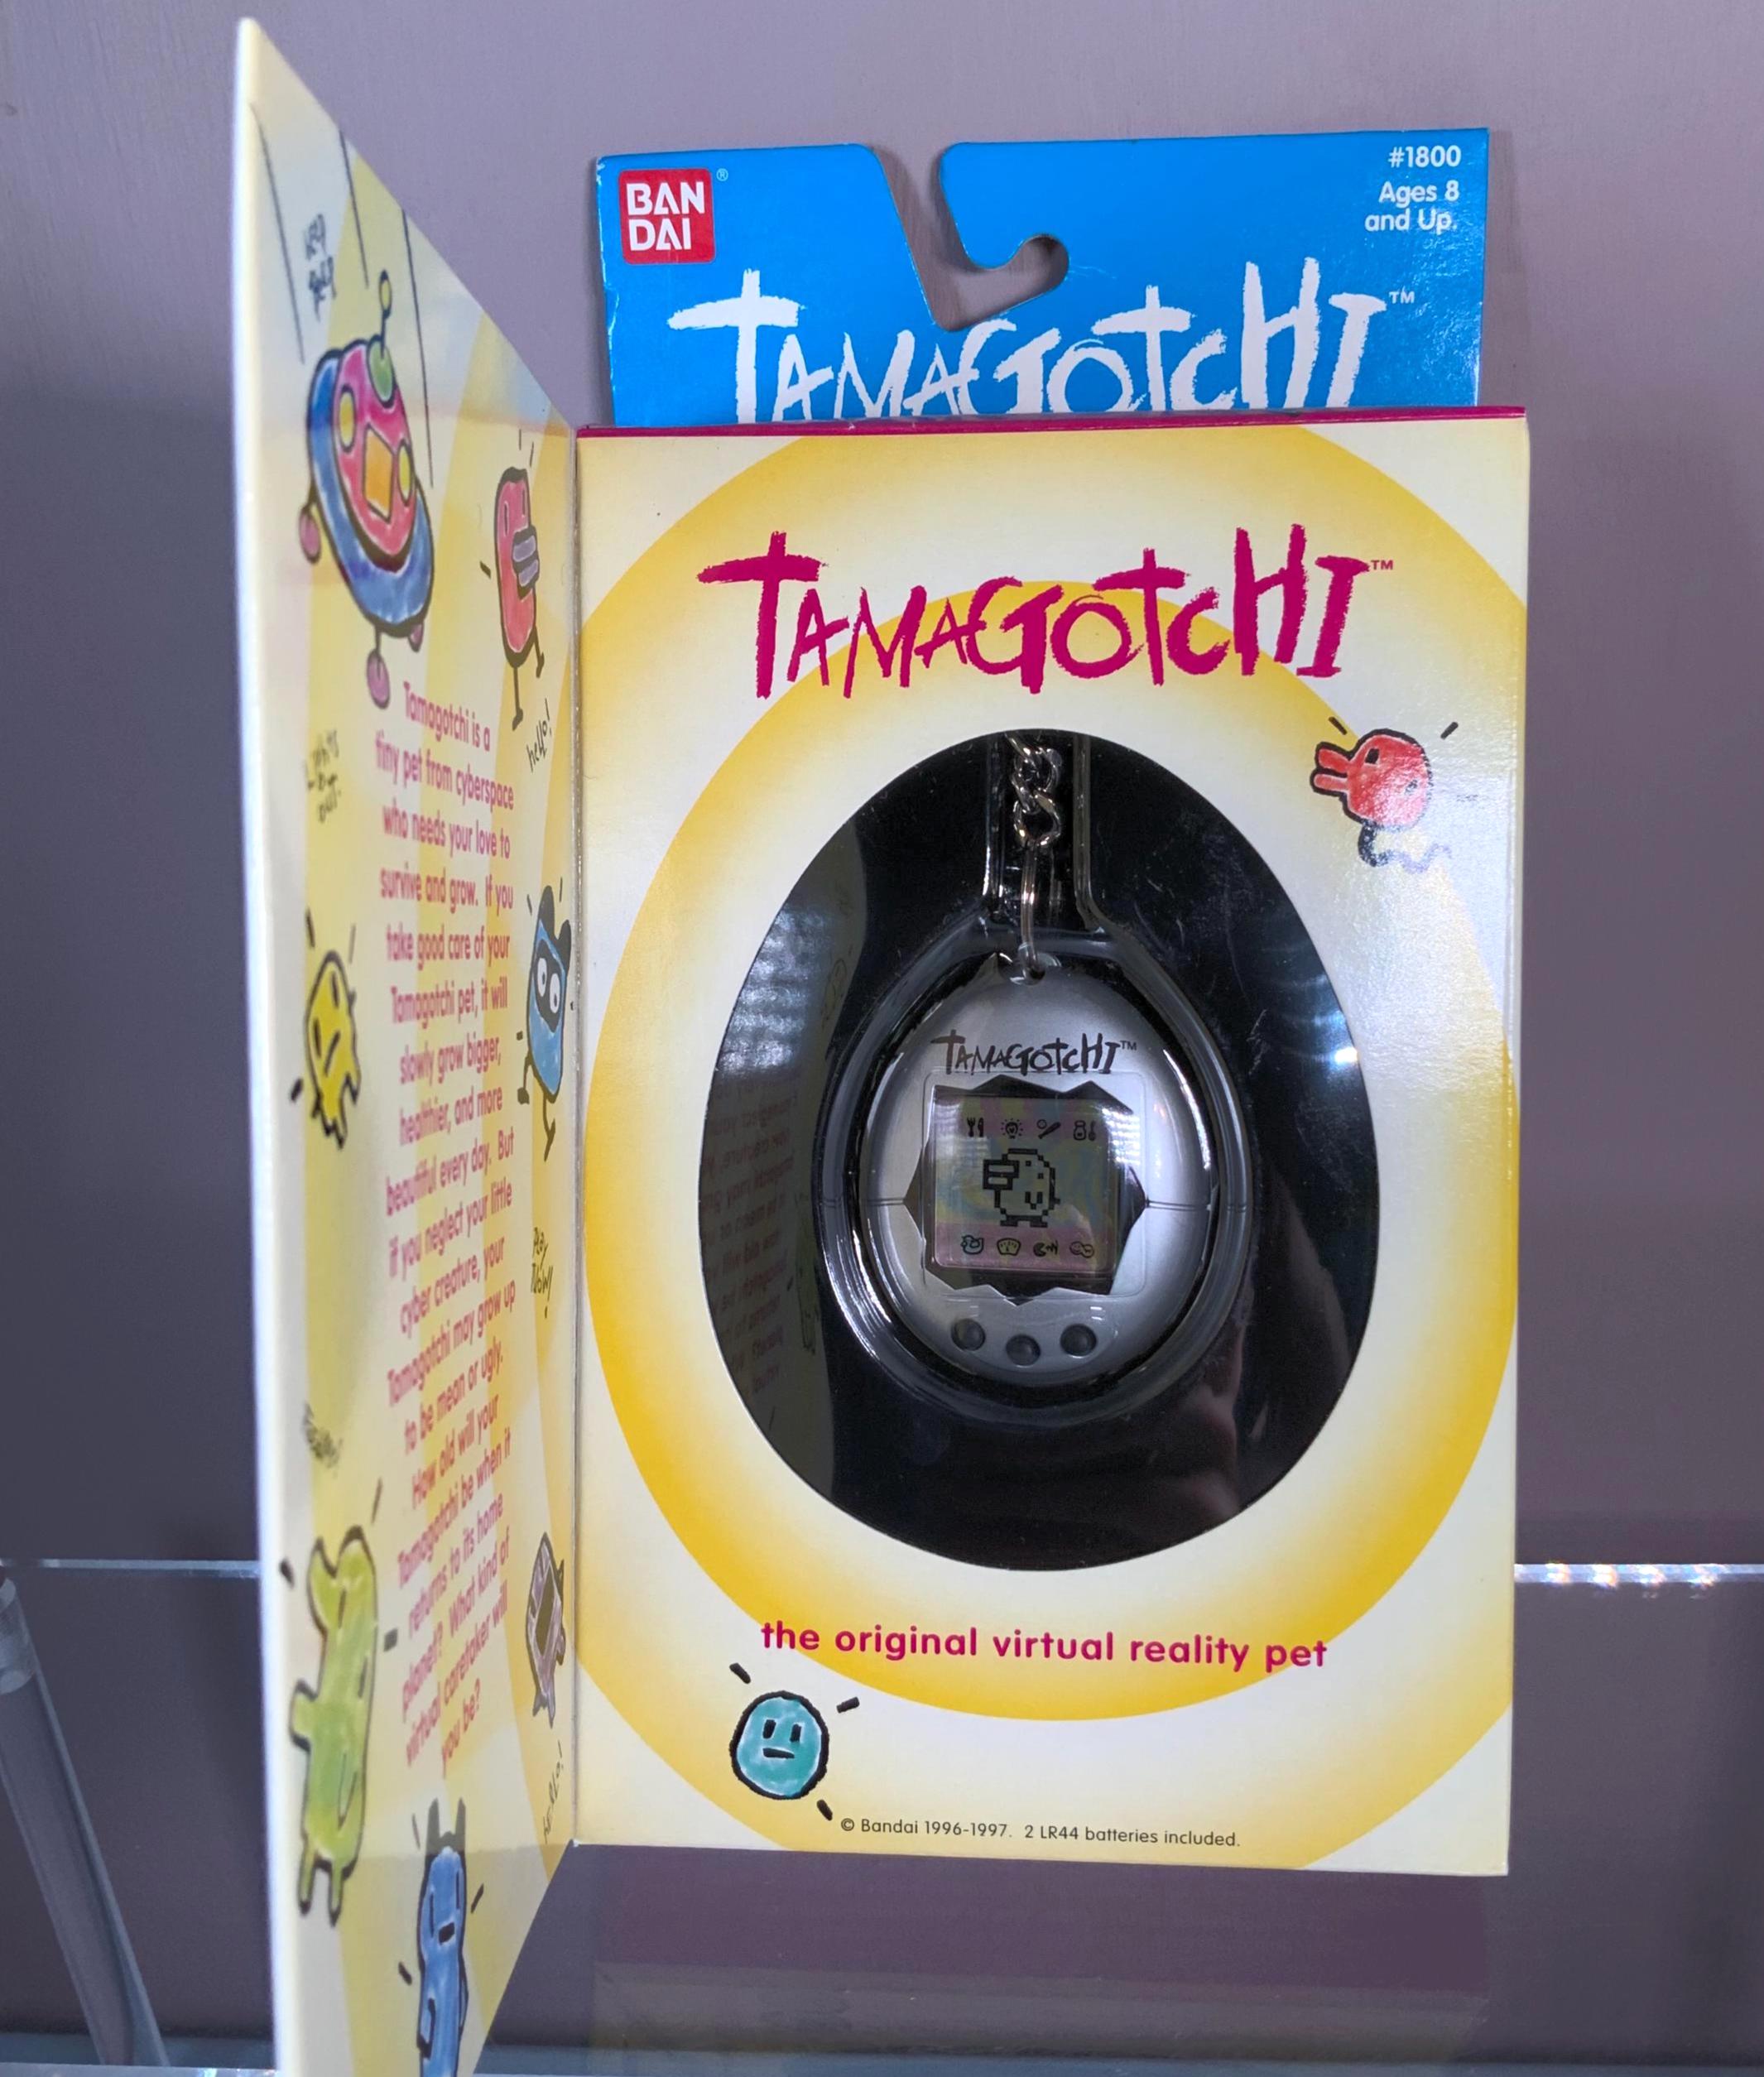 BAN
DAI
®
#1800
Ages 8
and Up.
TAMAGOTCHI™
TAMAGOTCHI™
TAMAGOTCHI™
the original virtual reality pet
© Bandai 1996-1997. 2 LR44 batteries included.
hello!
Tamagotchi is a
tiny pet from cyberspace
who needs your love to
survive and grow. If you
take good care of your
Tamagotchi pet, it will
slowly grow bigger,
healthier, and more
beautiful every day. But
if you neglect your little
cyber creature, your
Tamagotchi may grow up
to be mean or ugly.
How old will your
Tamagotchi be when it
returns to its home
planet? What kind of
virtual caretaker will
you be?
hello!